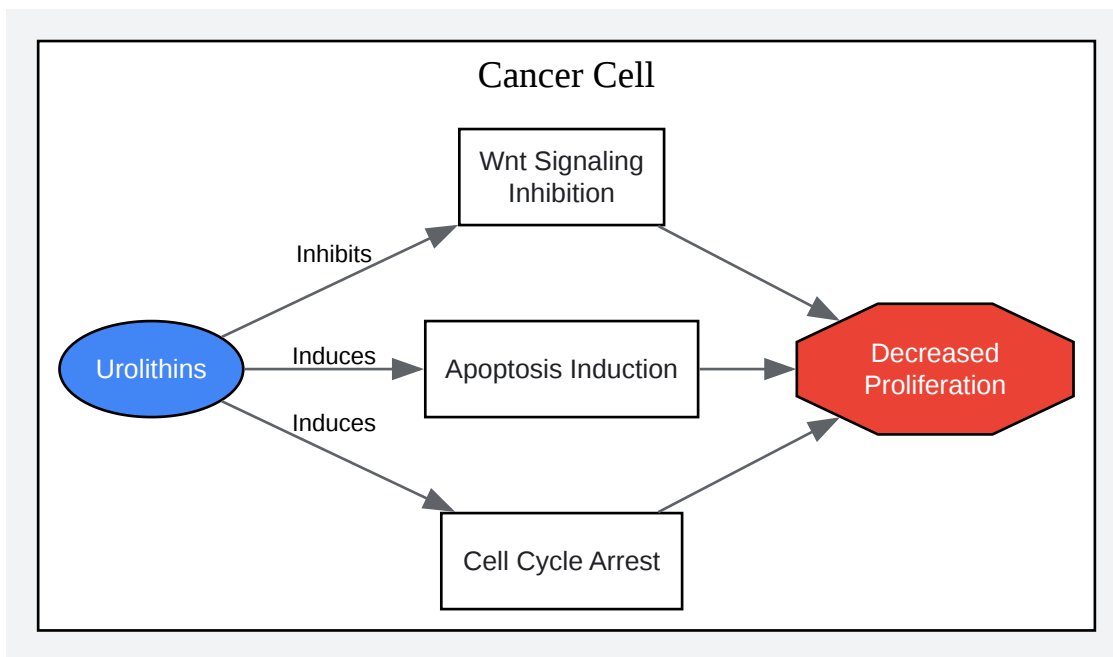 Cancer Cell
Wnt Signaling
Inhibition
Inhibits
Urolithins
Induces
Apoptosis Induction
Decreased
Proliferation
Induces
Cell Cycle Arrest